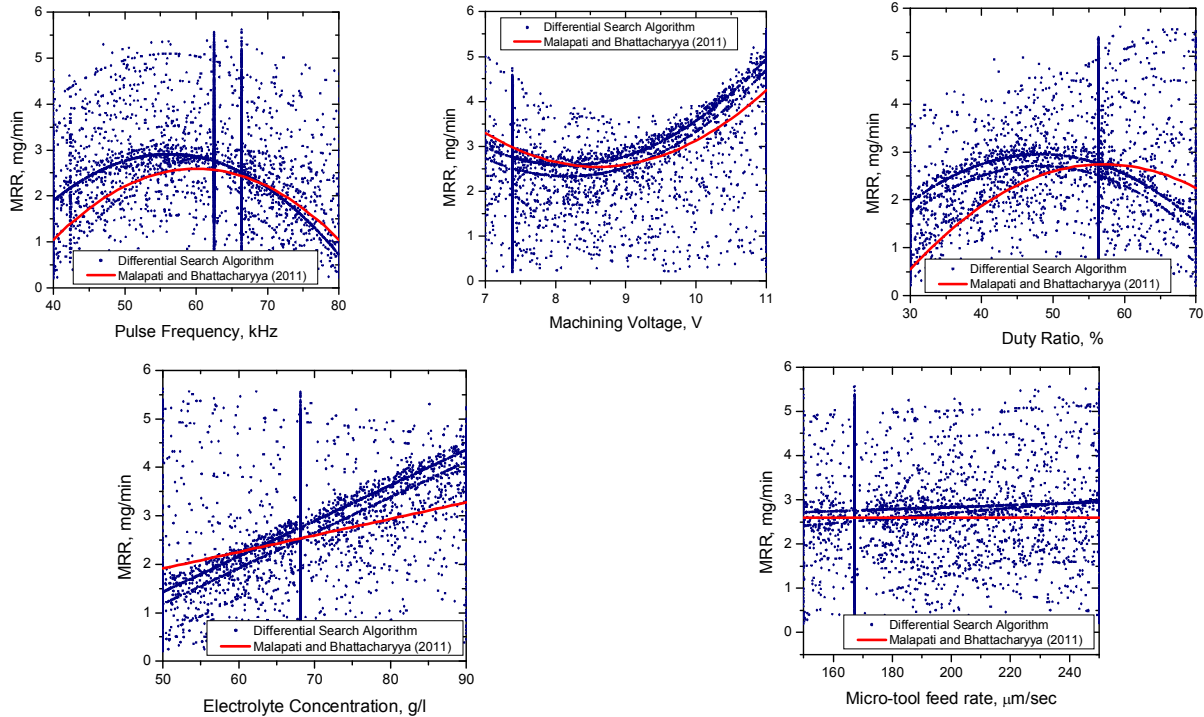 6
5
4
3
2
1
0
MRR, mg/min
Differential Search Algorithm
Malapati and Bhattacharyya (2011)
40 50 60 70 80
Pulse Frequency, kHz
6
5
4
3
2
1
0
MRR, mg/min
Differential Search Algorithm
Malapati and Bhattacharyya (2011)
7 8 9 10 11
Machining Voltage, V
6
5
4
3
2
1
0
MRR, mg/min
Differential Search Algorithm
Malapati and Bhattacharyya (2011)
30 40 50 60 70
Duty Ratio, %
6
5
4
3
2
1
0
MRR, mg/min
Differential Search Algorithm
Malapati and Bhattacharyya (2011)
50 60 70 80 90
Electrolyte Concentration, g/l
6
5
4
3
2
1
0
MRR, mg/min
Differential Search Algorithm
Malapati and Bhattacharyya (2011)
160 180 200 220 240
Micro-tool feed rate, μm/sec